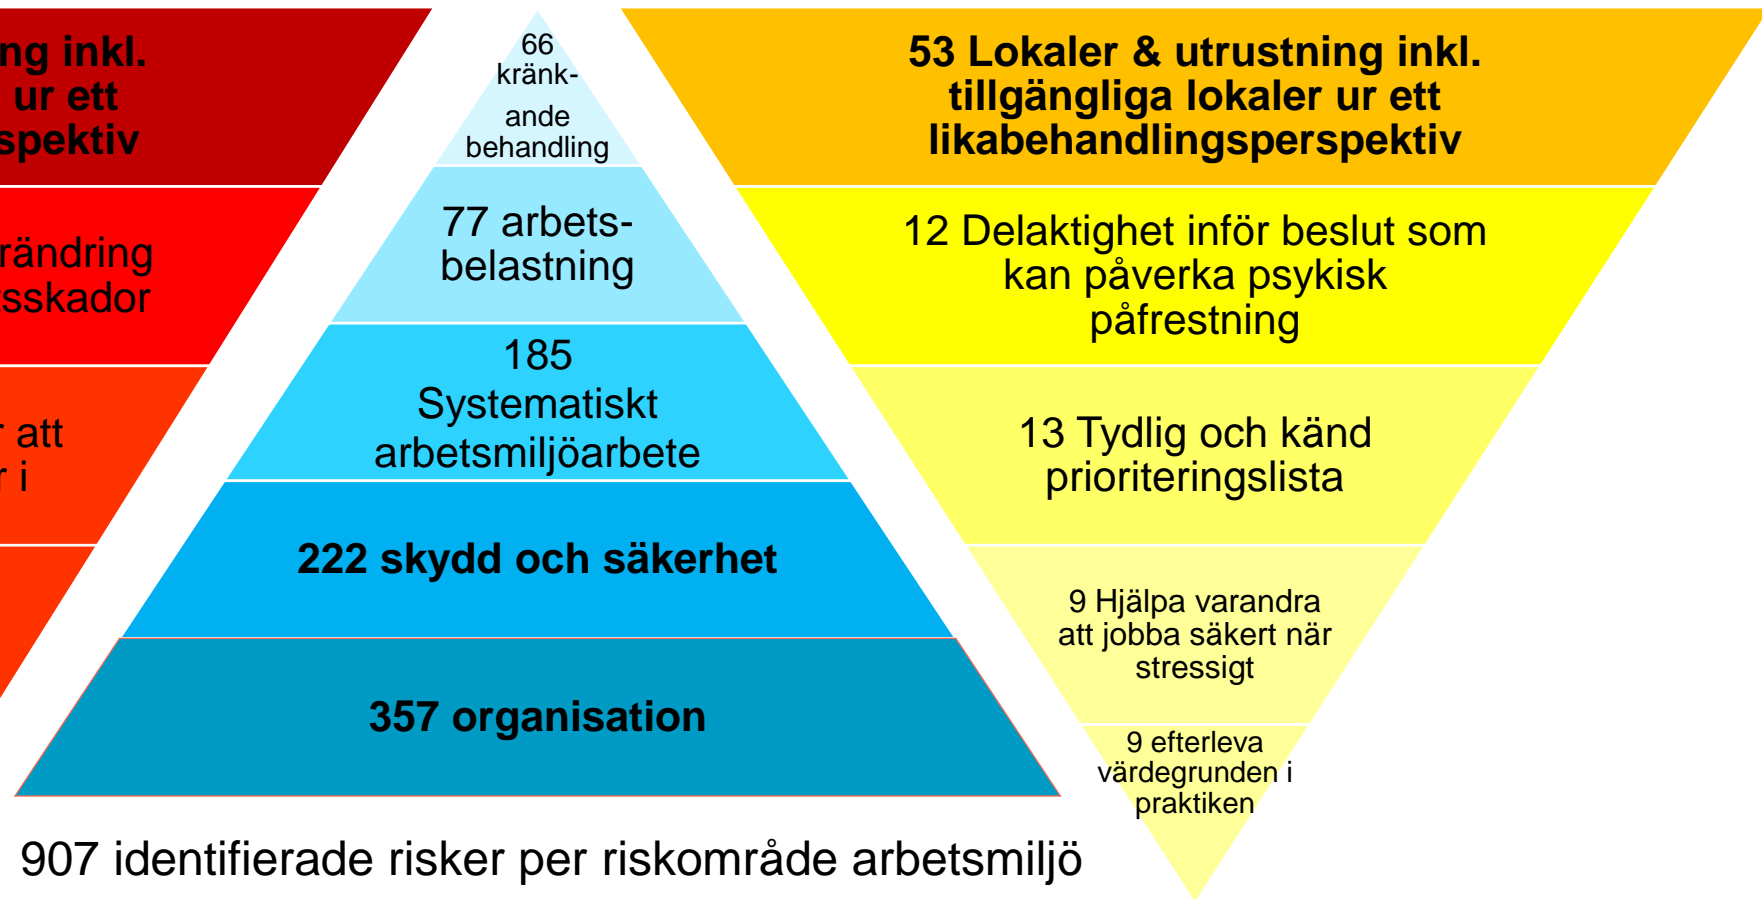 ng inkl.
ur ett
spektiv
rändring
tsskador
r att
r i
66
kränk-
ande
behandling
77 arbets-
belastning
185
Systematiskt
arbetsmiljöarbete
222 skydd och säkerhet
357 organisation
53 Lokaler & utrustning inkl.
tillgängliga lokaler ur ett
likabehandlingsperspektiv
12 Delaktighet inför beslut som
kan påverka psykisk
påfrestning
13 Tydlig och känd
prioriteringslista
9 Hjälpa varandra
att jobba säkert när
stressigt
9 efterleva
värdegrunden i
praktiken
907 identifierade risker per riskområde arbetsmiljö